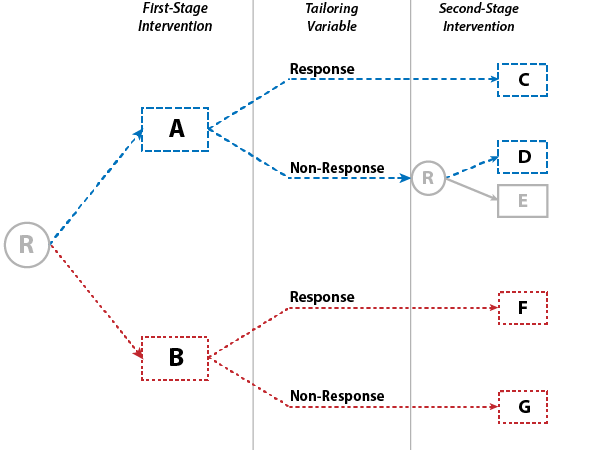 First-Stage
Intervention
Tailoring
Variable
Second-Stage
Intervention
Response
C
A
D
Non-Response
R
E
R
Response
F
B
Non-Response
G